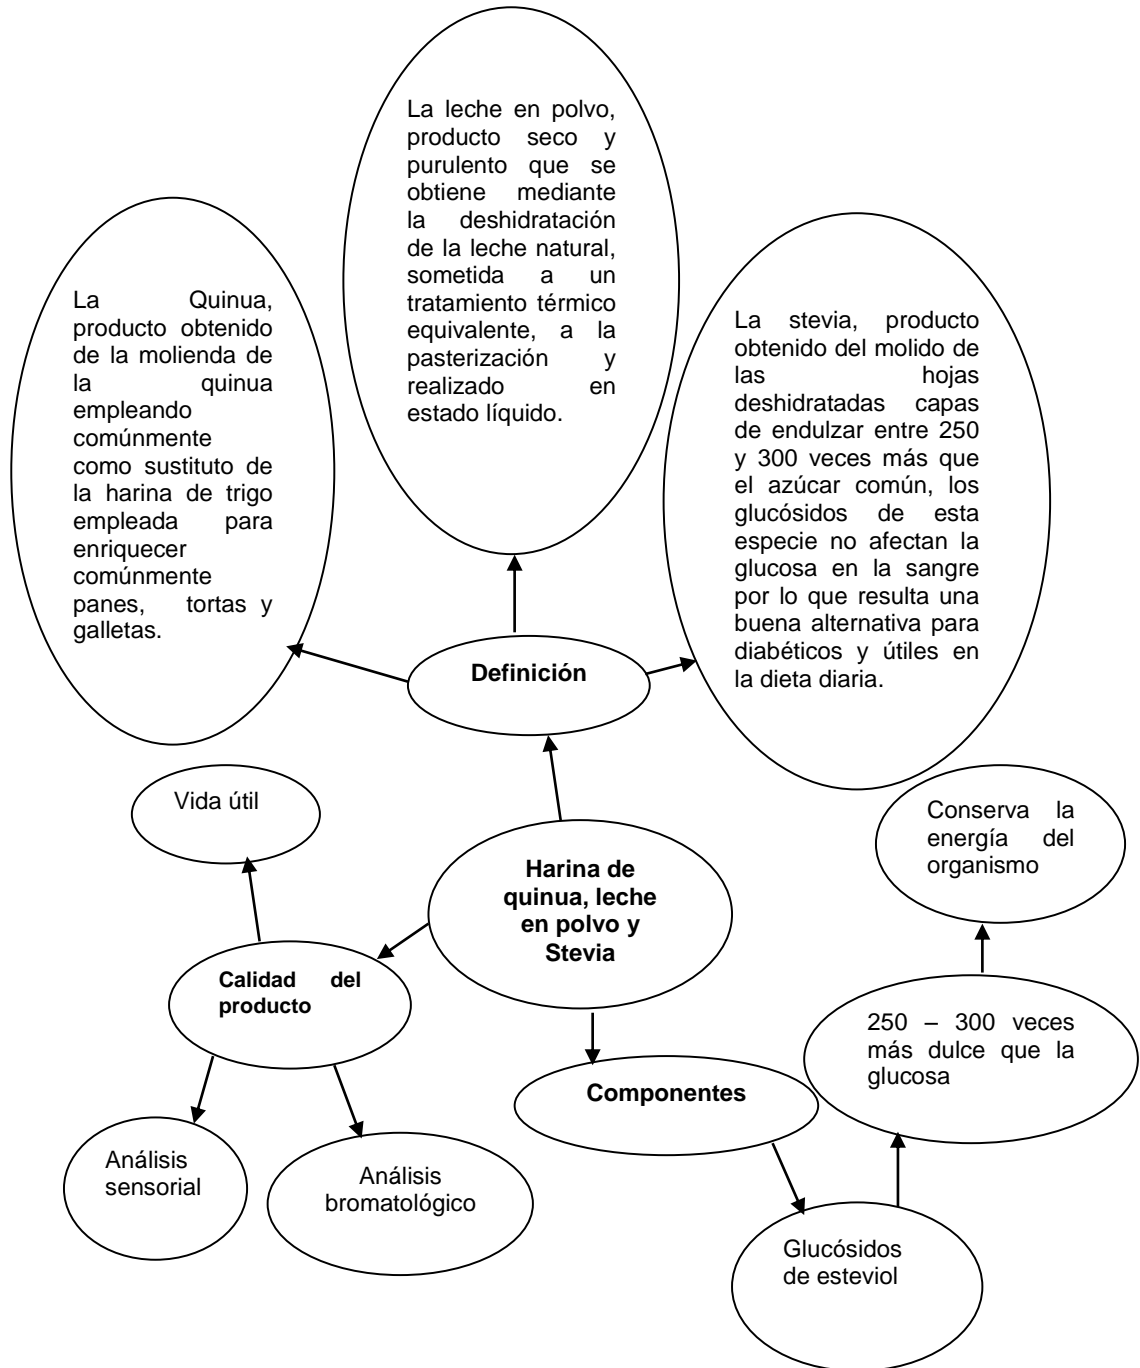 La leche en polvo,
producto seco y
purulento que se
obtiene mediante
la deshidratación
de la leche natural,
sometida a un
tratamiento térmico
equivalente, a la
pasterización y
realizado en
estado líquido.
La Quinua,
producto obtenido
de la molienda de
la quinua
empleando
comúnmente
como sustituto de
la harina de trigo
empleada para
enriquecer
comúnmente
panes, tortas y
galletas.
La stevia, producto
obtenido del molido de
las hojas
deshidratadas capas
de endulzar entre 250
y 300 veces más que
el azúcar común, los
glucósidos de esta
especie no afectan la
glucosa en la sangre
por lo que resulta una
buena alternativa para
diabéticos y útiles en
la dieta diaria.
Definición
Vida útil
Conserva la
energía del
organismo
Harina de
quinua, leche
en polvo y
Stevia
Calidad del
producto
250 – 300 veces
más dulce que la
glucosa
Componentes
Análisis
sensorial
Análisis
bromatológico
Glucósidos
de esteviol